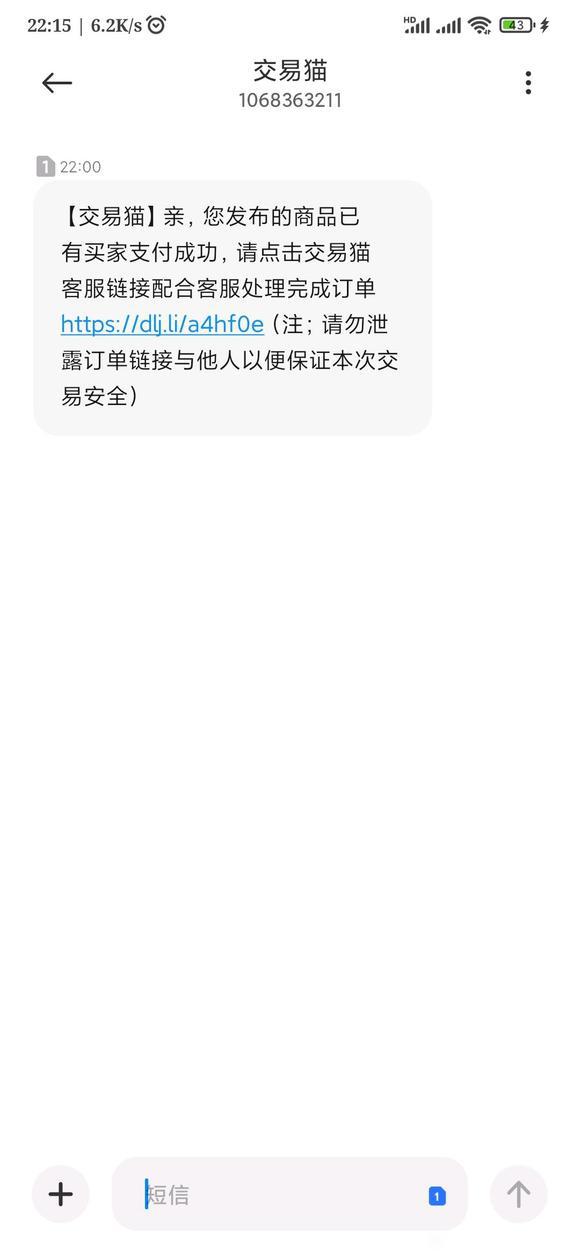 22:15 | 6.2K/s
HD
43
交易猫
1068363211
1 22:00
【交易猫】亲, 您发布的商品已
有买家支付成功, 请点击交易猫
客服链接配合客服处理完成订单
https://dlj.li/a4hf0e (注; 请勿泄
露订单链接与他人以便保证本次交
易安全)
短信
1